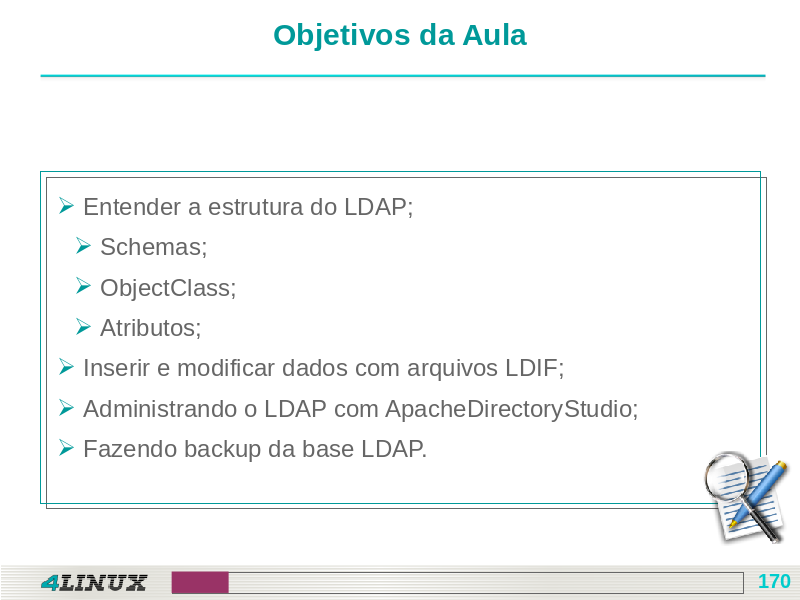 Objetivos da Aula
Entender a estrutura do LDAP;
Schemas;
ObjectClass;
Atributos;
Inserir e modificar dados com arquivos LDIF;
Administrando o LDAP com ApacheDirectoryStudio;
Fazendo backup da base LDAP.
4LINUX
170